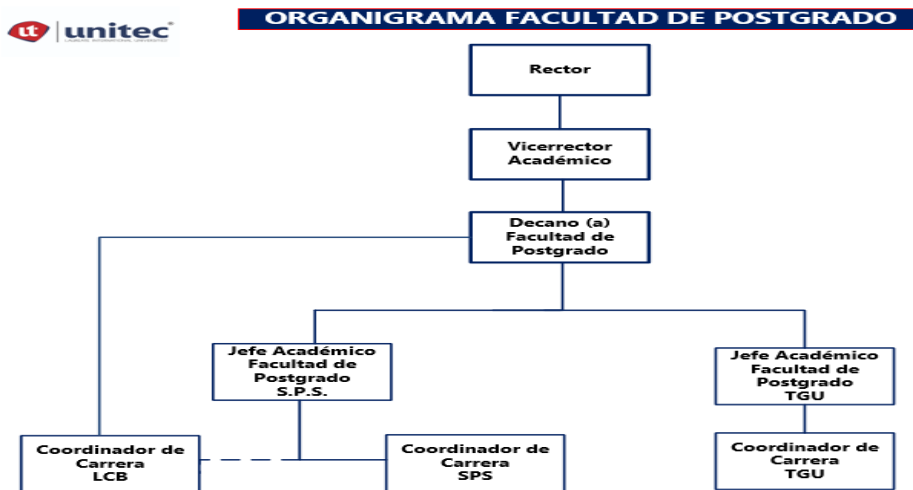 ut unitec
ORGANIGRAMA FACULTAD DE POSTGRADO
Rector
Vicerrector
Académico
Decano (a)
Facultad de
Postgrado
Jefe Académico
Facultad de
Postgrado
S.P.S.
Jefe Académico
Facultad de
Postgrado
TGU
Coordinador de
Carrera
LCB
Coordinador de
Carrera
SPS
Coordinador de
Carrera
TGU